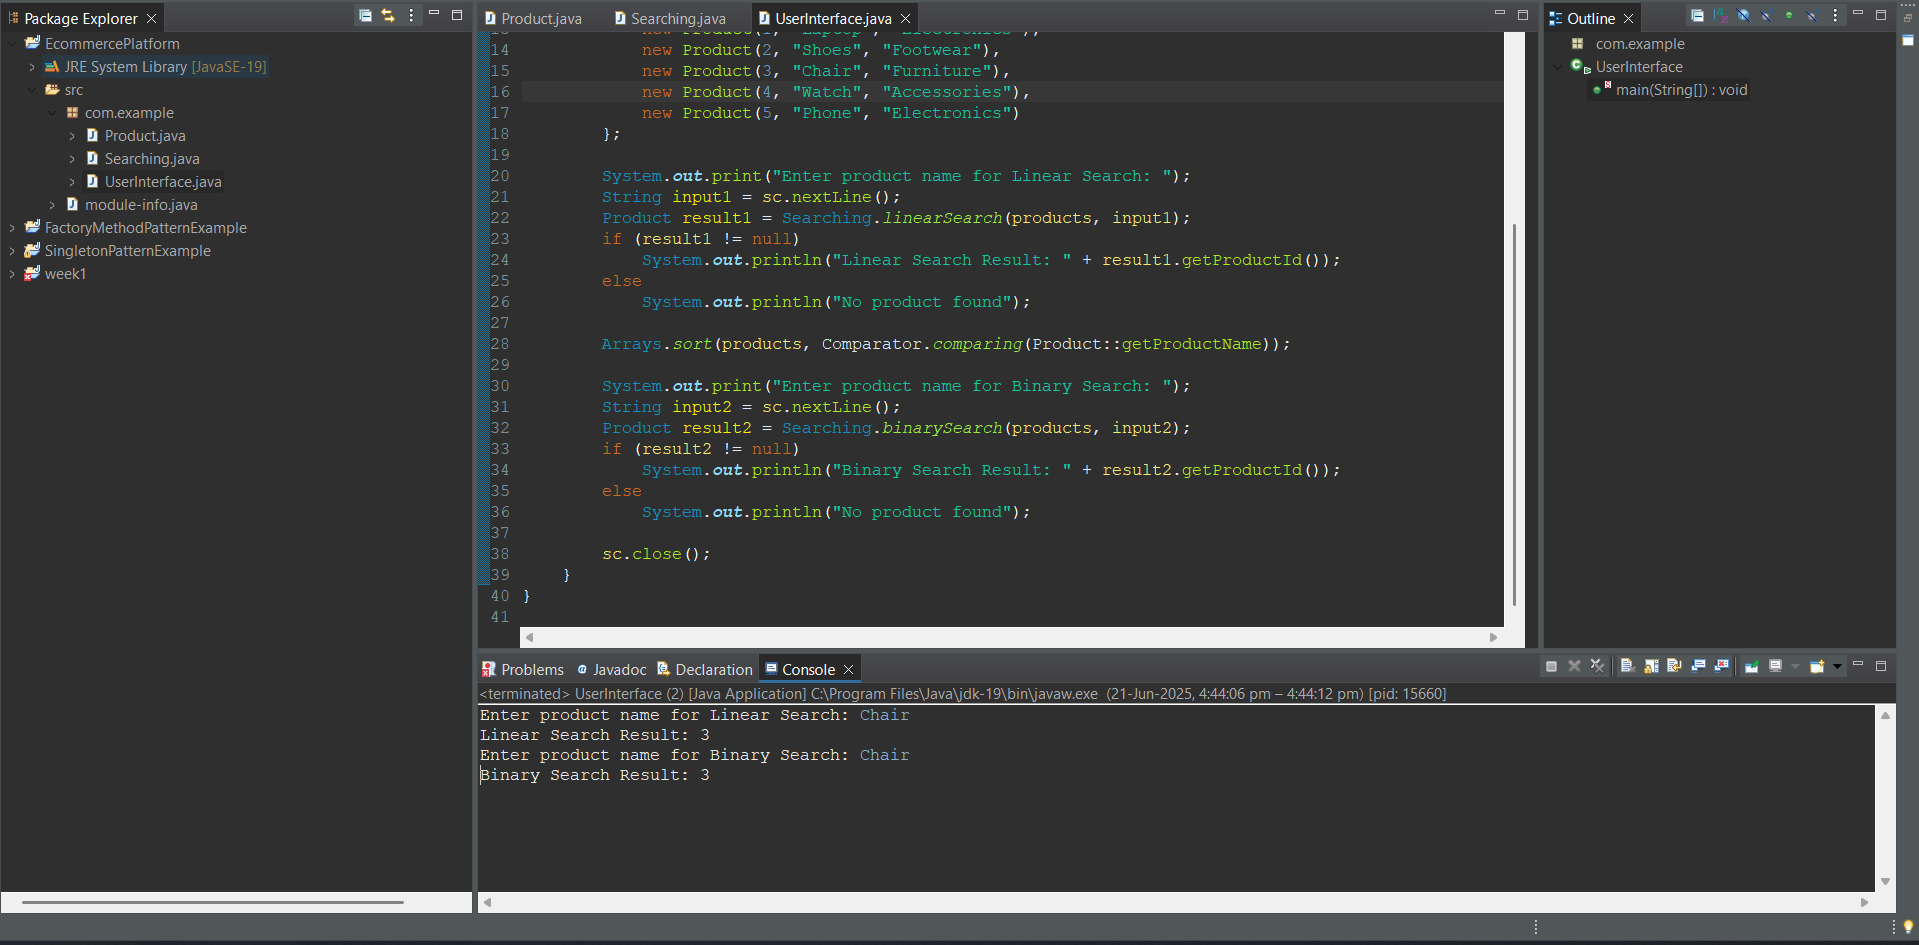 Package Explorer
EcommercePlatform
JRE System Library [JavaSE-19]
src
com.example
Product.java
Searching.java
UserInterface.java
module-info.java
FactoryMethodPatternExample
SingletonPatternExample
week1
Product.java
Searching.java
UserInterface.java
14 new Product(2, "Shoes", "Footwear"),
15 new Product(3, "Chair", "Furniture"),
16 new Product(4, "Watch", "Accessories"),
17 new Product(5, "Phone", "Electronics")
18 };
19
20 System.out.print("Enter product name for Linear Search: ");
21 String input1 = sc.nextLine();
22 Product result1 = Searching.linearSearch(products, input1);
23 if (result1 != null)
24 System.out.println("Linear Search Result: " + result1.getProductId());
25 else
26 System.out.println("No product found");
27
28 Arrays.sort(products, Comparator.comparing(Product::getProductName));
29
30 System.out.print("Enter product name for Binary Search: ");
31 String input2 = sc.nextLine();
32 Product result2 = Searching.binarySearch(products, input2);
33 if (result2 != null)
34 System.out.println("Binary Search Result: " + result2.getProductId());
35 else
36 System.out.println("No product found");
37
38 sc.close();
39 }
40 }
41
Outline
com.example
UserInterface
main(String[]) : void
Problems
Javadoc
Declaration
Console
<terminated> UserInterface (2) [Java Application] C:\Program Files\Java\jdk-19\bin\javaw.exe (21-Jun-2025, 4:44:06 pm – 4:44:12 pm) [pid: 15660]
Enter product name for Linear Search: Chair
Linear Search Result: 3
Enter product name for Binary Search: Chair
Binary Search Result: 3